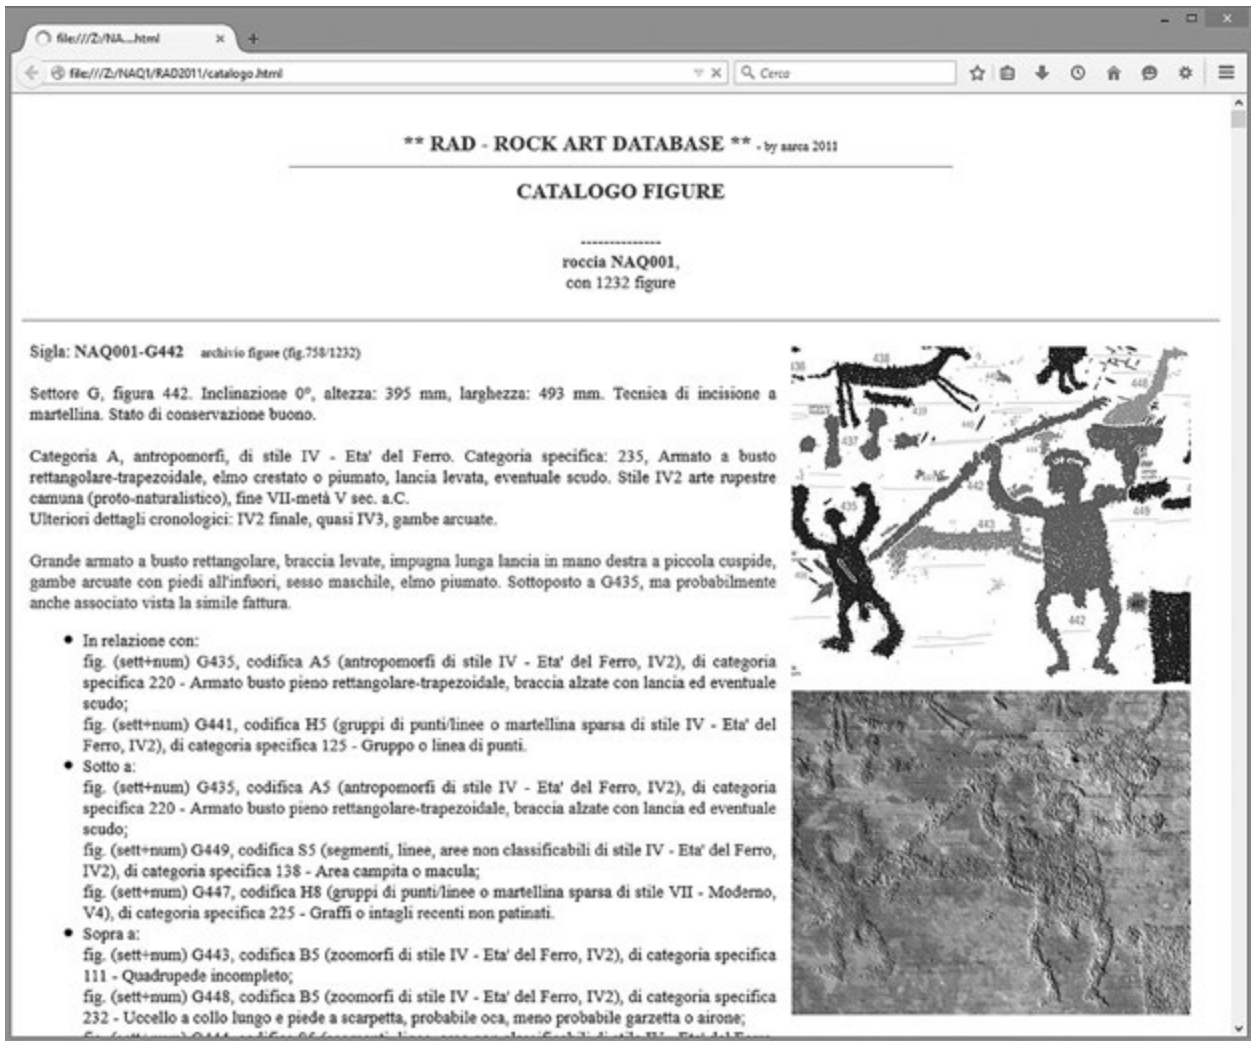 file:///Z:/NA...html
file:///Z:/NAQ1/RAD2011/catalogo.html
Cerca
** RAD - ROCK ART DATABASE ** - by aarca 2011
CATALOGO FIGURE
--------------
roccia NAQ001,
con 1232 figure
Sigla: NAQ001-G442 archivio figure (fig.758/1232)
Settore G, figura 442. Inclinazione 0°, altezza: 395 mm, larghezza: 493 mm. Tecnica di incisione a
martellina. Stato di conservazione buono.
Categoria A, antropomorfi, di stile IV - Eta' del Ferro. Categoria specifica: 235, Armato a busto
rettangolare-trapezoidale, elmo crestato o piumato, lancia levata, eventuale scudo. Stile IV2 arte rupestre
camuna (proto-naturalistico), fine VII-metà V sec. a.C.
Ulteriori dettagli cronologici: IV2 finale, quasi IV3, gambe arcuate.
Grande armato a busto rettangolare, braccia levate, impugna lunga lancia in mano destra a piccola cuspide,
gambe arcuate con piedi all'infuori, sesso maschile, elmo piumato. Sottoposto a G435, ma probabilmente
anche associato vista la simile fattura.
In relazione con:
fig. (sett+num) G435, codifica A5 (antropomorfi di stile IV - Eta' del Ferro, IV2), di categoria
specifica 220 - Armato busto pieno rettangolare-trapezoidale, braccia alzate con lancia ed eventuale
scudo;
fig. (sett+num) G441, codifica H5 (gruppi di punti/linee o martellina sparsa di stile IV - Eta' del
Ferro, IV2), di categoria specifica 125 - Gruppo o linea di punti.
Sotto a:
fig. (sett+num) G435, codifica A5 (antropomorfi di stile IV - Eta' del Ferro, IV2), di categoria
specifica 220 - Armato busto pieno rettangolare-trapezoidale, braccia alzate con lancia ed eventuale
scudo;
fig. (sett+num) G449, codifica S5 (segmenti, linee, aree non classificabili di stile IV - Eta' del Ferro,
IV2), di categoria specifica 138 - Area campita o macula;
fig. (sett+num) G447, codifica H8 (gruppi di punti/linee o martellina sparsa di stile VII - Moderno,
V4), di categoria specifica 225 - Graffi o intagli recenti non patinati.
Sopra a:
fig. (sett+num) G443, codifica B5 (zoomorfi di stile IV - Eta' del Ferro, IV2), di categoria specifica
111 - Quadrupede incompleto;
fig. (sett+num) G448, codifica B5 (zoomorfi di stile IV - Eta' del Ferro, IV2), di categoria specifica
232 - Uccello a collo lungo e piede a scarpetta, probabile oca, meno probabile garzetta o airone;
438
448
439
437
442
435
443
449
442